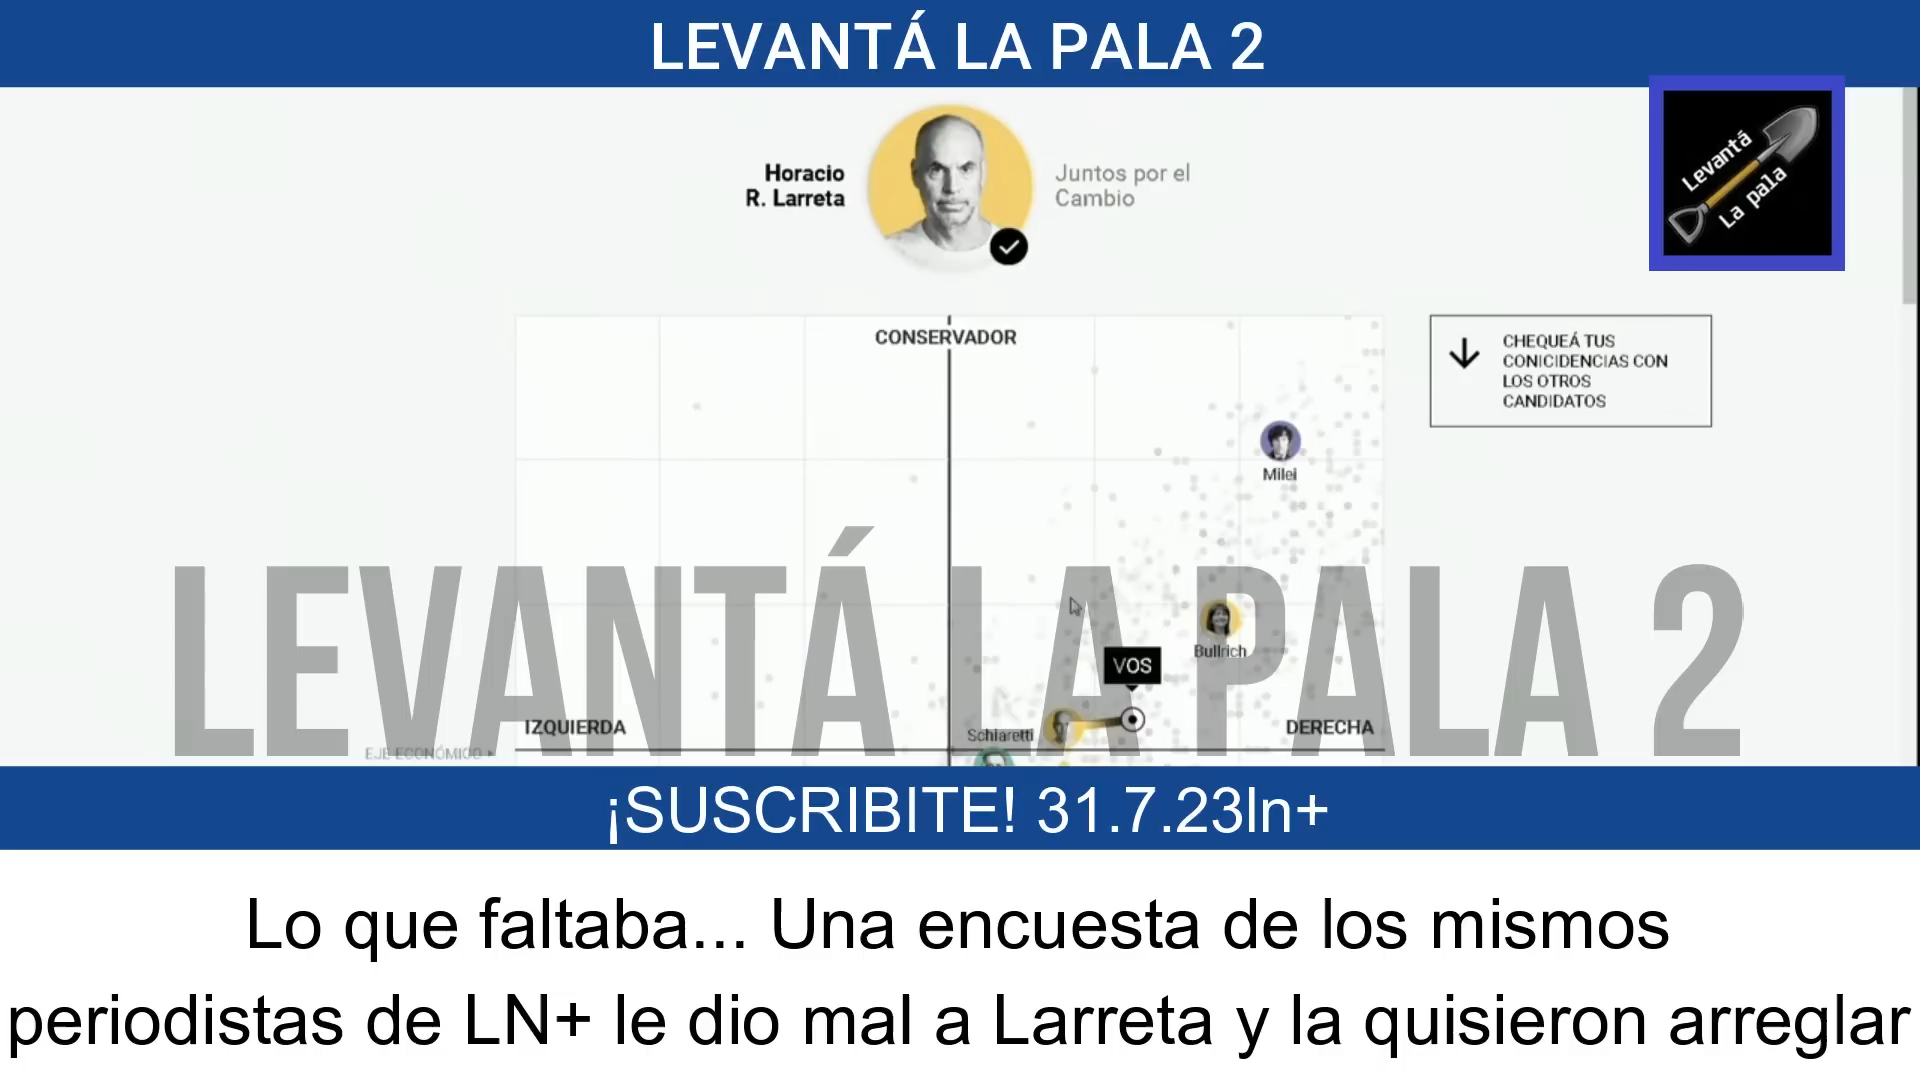 LEVANTÁ LA PALA 2
Levantá
La pala
Horacio
R. Larreta
Juntos por el
Cambio
CONSERVADOR
CHEQUEÁ TUS
CONICIDENCIAS CON
LOS OTROS
CANDIDATOS
Milei
Bullrich
VOS
IZQUIERDA
DERECHA
Schiaretti
EJE ECONÓMICO
LEVANTÁ LA PALA 2
¡SUSCRIBITE! 31.7.23ln+
Lo que faltaba... Una encuesta de los mismos
periodistas de LN+ le dio mal a Larreta y la quisieron arreglar